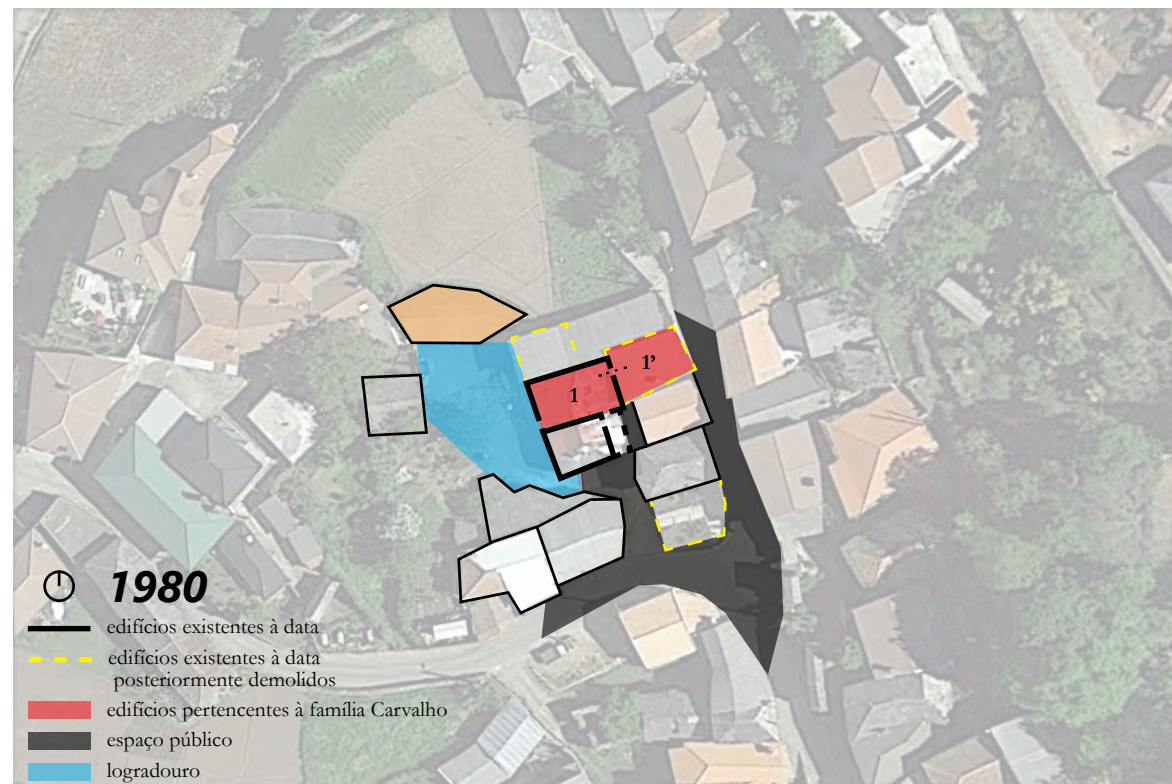 1
1’
1980
edifícios existentes à data
edifícios existentes à data
posteriormente demolidos
edifícios pertencentes à família Carvalho
espaço público
logradouro